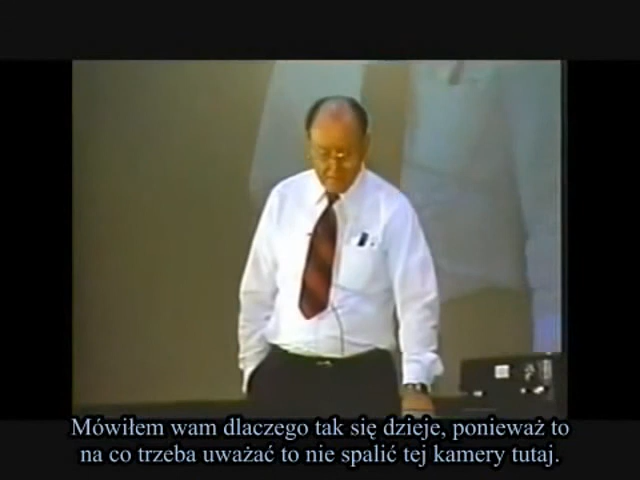 Mówiłem wam dlaczego tak się dzieje, ponieważ to
na co trzeba uważać to nie spalić tej kamery tutaj.